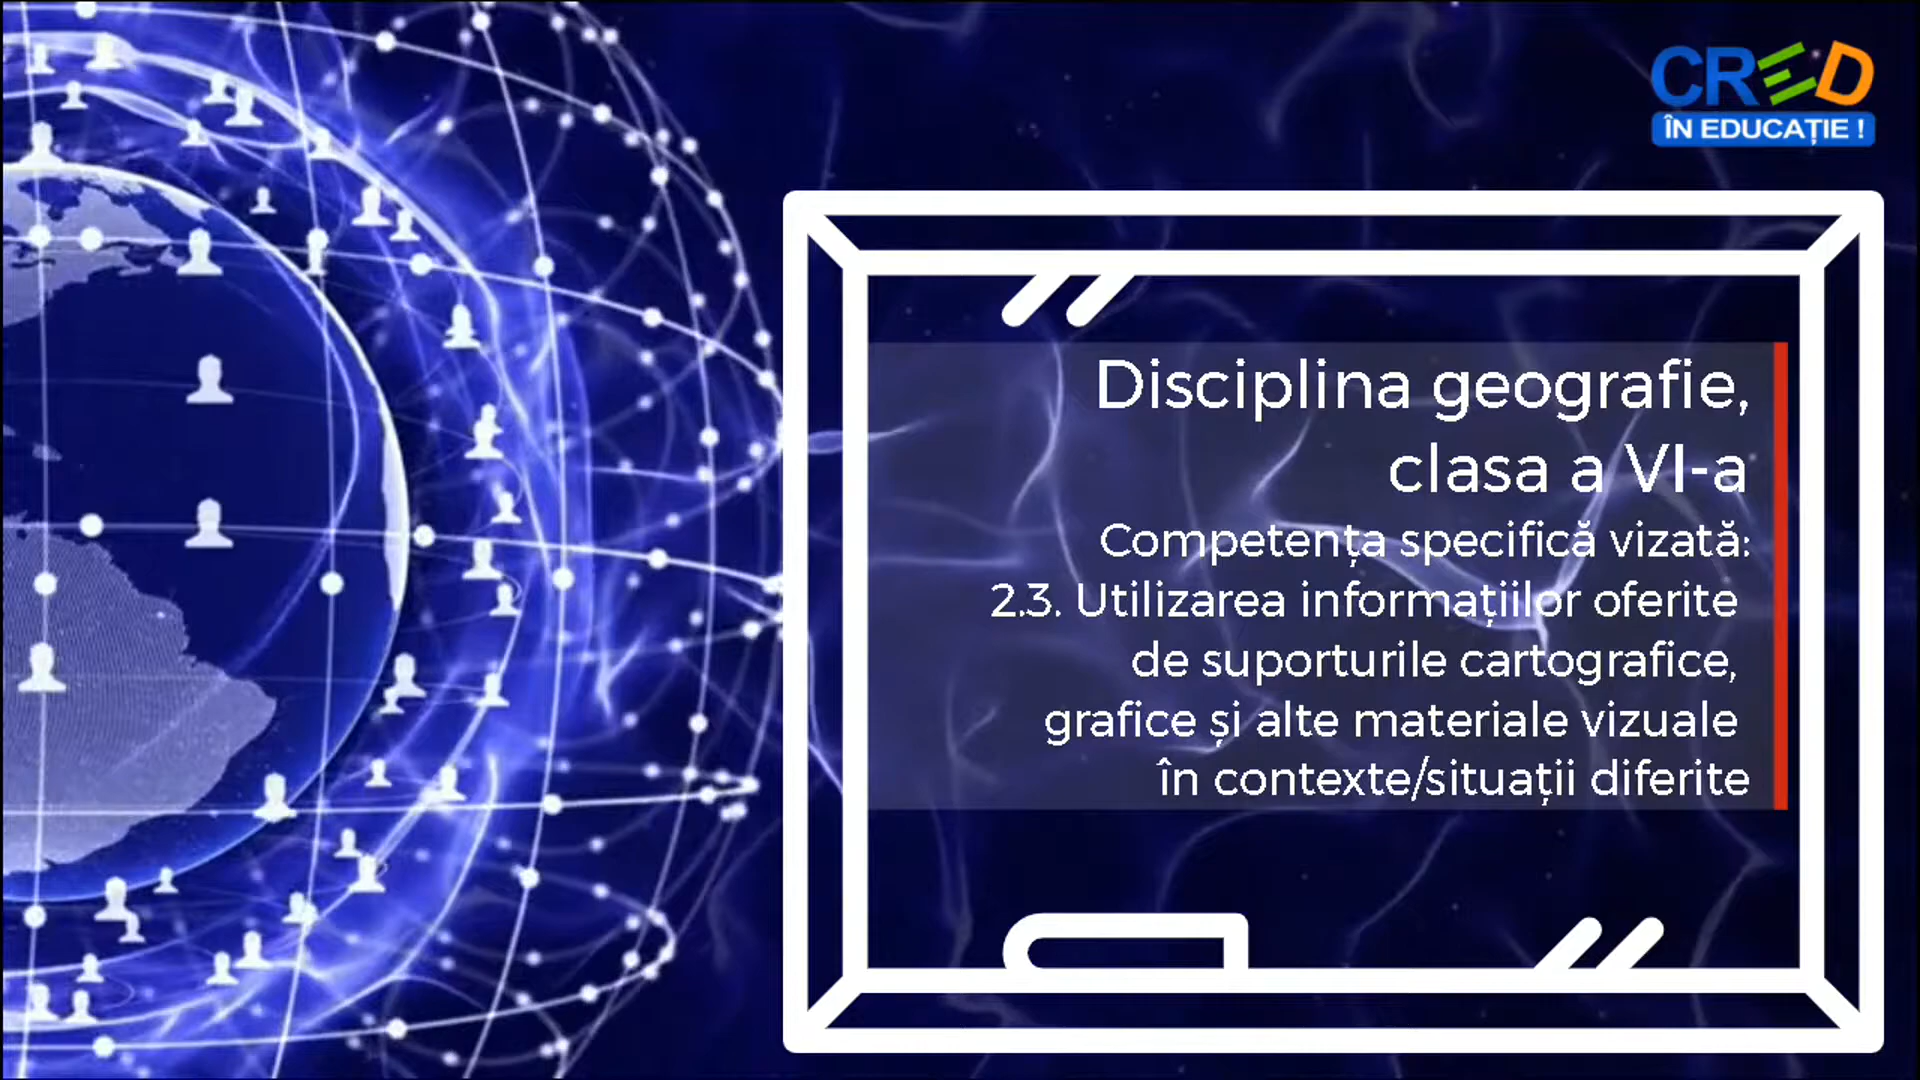 CRED
ÎN EDUCAȚIE !
Disciplina geografie,
clasa a VI-a
Competența specifică vizată:
2.3. Utilizarea informațiilor oferite
de suporturile cartografice,
grafice și alte materiale vizuale
în contexte/situații diferite